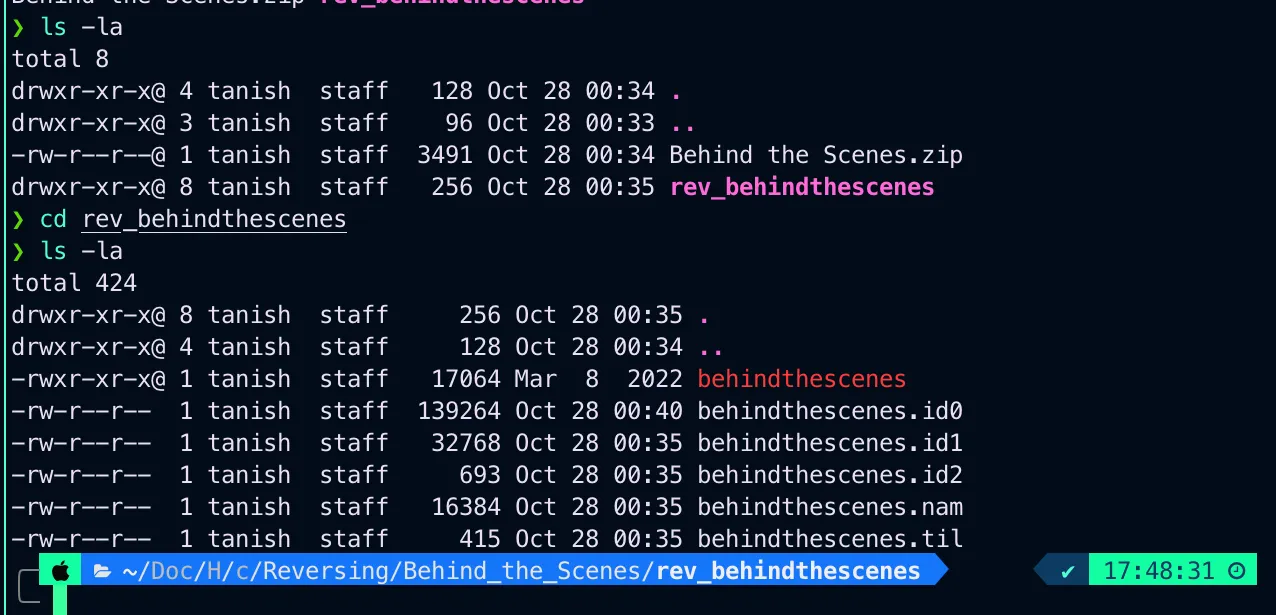 Behind the Scenes.zip rev_behindthescenes
❯ ls -la
total 8
drwxr-xr-x@ 4 tanish  staff   128 Oct 28 00:34 .
drwxr-xr-x@ 3 tanish  staff    96 Oct 28 00:33 ..
-rw-r--r--@ 1 tanish  staff  3491 Oct 28 00:34 Behind the Scenes.zip
drwxr-xr-x@ 8 tanish  staff   256 Oct 28 00:35 rev_behindthescenes
❯ cd rev_behindthescenes
❯ ls -la
total 424
drwxr-xr-x@ 8 tanish  staff     256 Oct 28 00:35 .
drwxr-xr-x@ 4 tanish  staff     128 Oct 28 00:34 ..
-rwxr-xr-x@ 1 tanish  staff   17064 Mar  8  2022 behindthescenes
-rw-r--r--  1 tanish  staff  139264 Oct 28 00:40 behindthescenes.id0
-rw-r--r--  1 tanish  staff   32768 Oct 28 00:35 behindthescenes.id1
-rw-r--r--  1 tanish  staff     693 Oct 28 00:35 behindthescenes.id2
-rw-r--r--  1 tanish  staff   16384 Oct 28 00:35 behindthescenes.nam
-rw-r--r--  1 tanish  staff     415 Oct 28 00:35 behindthescenes.til
~/Doc/H/c/Reversing/Behind_the_Scenes/rev_behindthescenes ✔ 17:48:31